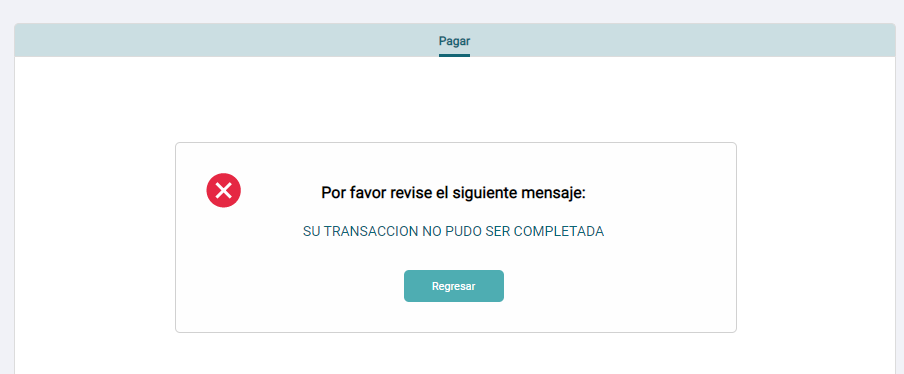 Pagar
Por favor revise el siguiente mensaje:
SU TRANSACCION NO PUDO SER COMPLETADA
Regresar